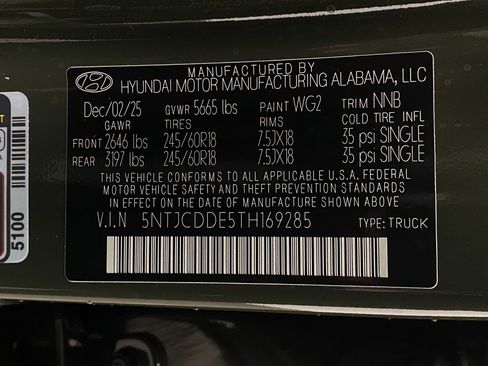 MANUFACTURED BY
HYUNDAI MOTOR MANUFACTURING ALABAMA, LLC
Dec/02/25 GVWR 5665 lbs PAINT WG2 TRIM NNB
GAWR TIRES RIMS COLD TIRE INFL
FRONT 2646 lbs 245/60R18 7.5JX18 35 psi SINGLE
REAR 3197 lbs 245/60R18 7.5JX18 35 psi SINGLE
THIS VEHICLE CONFORMS TO ALL APPLICABLE U.S.A. FEDERAL
MOTOR VEHICLE SAFETY AND THEFT PREVENTION STANDARDS
IN EFFECT ON THE DATE OF MANUFACTURE SHOWN ABOVE
V.I.N 5NTJCDDE5TH169285 TYPE: TRUCK
5100